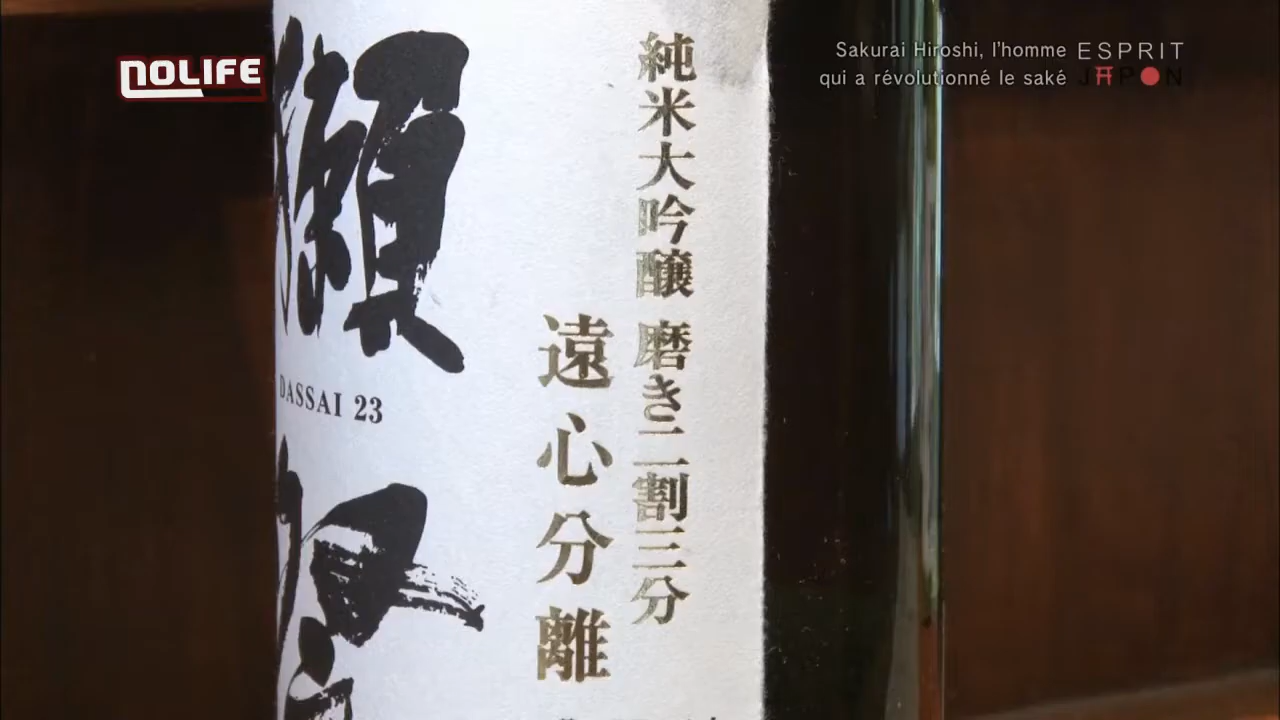 NOLIFE
Sakurai Hiroshi, l'homme
qui a révolutionné le saké
ESPRIT
JAPON
純米大吟醸 磨き二割三分
遠心分離
獺祭
DASSAI 23